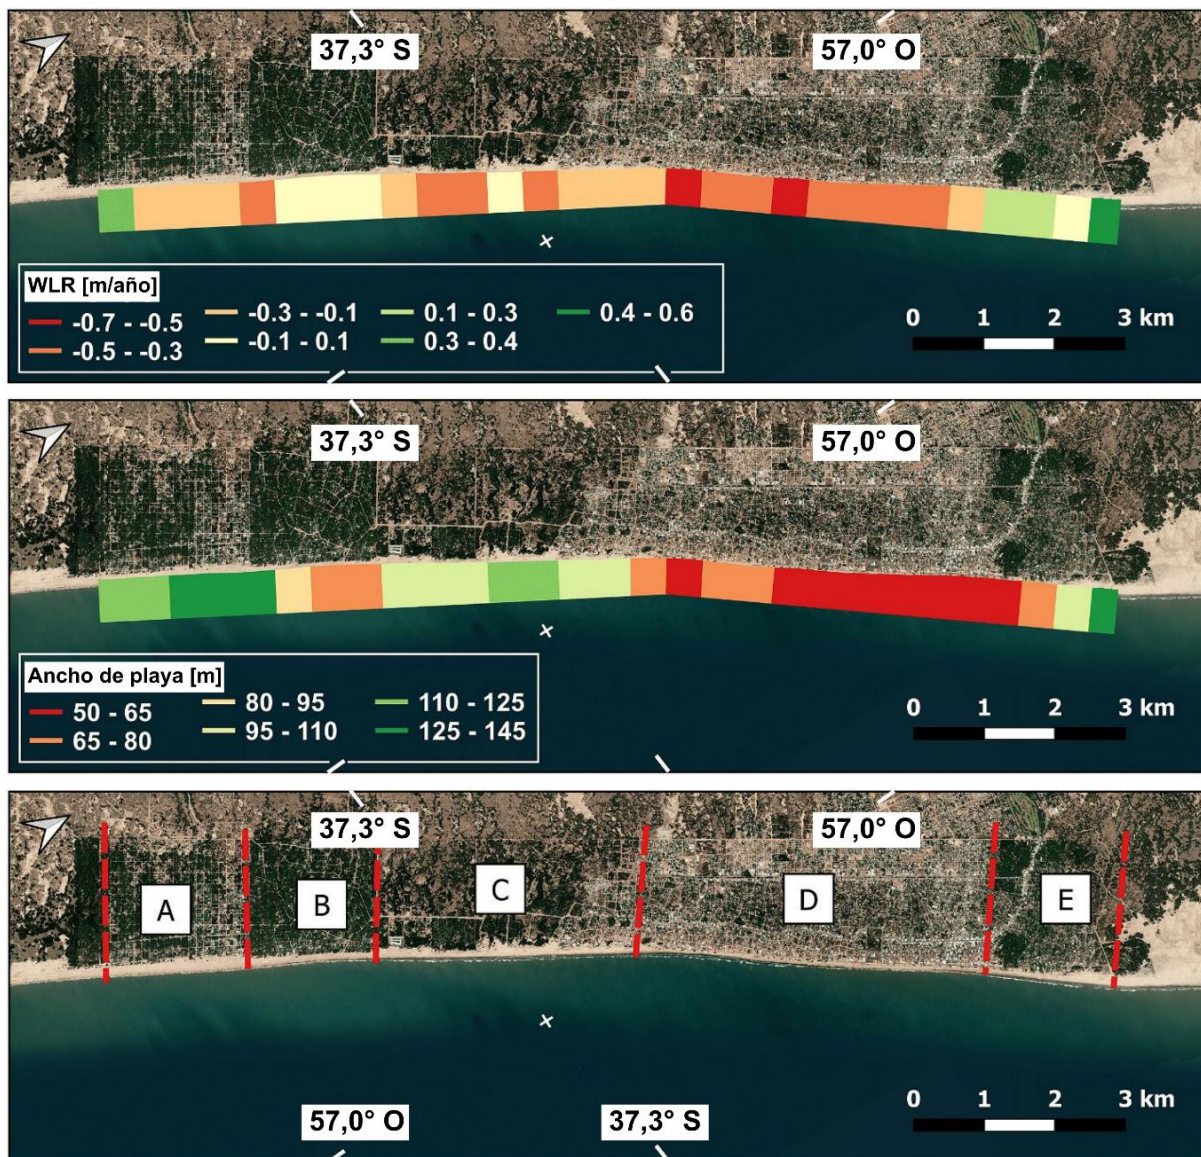 37,3° S
57,0° O
WLR [m/año]
-0.7 - -0.5
-0.5 - -0.3
-0.3 - -0.1
-0.1 - 0.1
0.1 - 0.3
0.3 - 0.4
0.4 - 0.6
0 1 2 3 km
37,3° S
57,0° O
Ancho de playa [m]
50 - 65
65 - 80
80 - 95
95 - 110
110 - 125
125 - 145
0 1 2 3 km
37,3° S
57,0° O
A
B
C
D
E
0 1 2 3 km
57,0° O
37,3° S